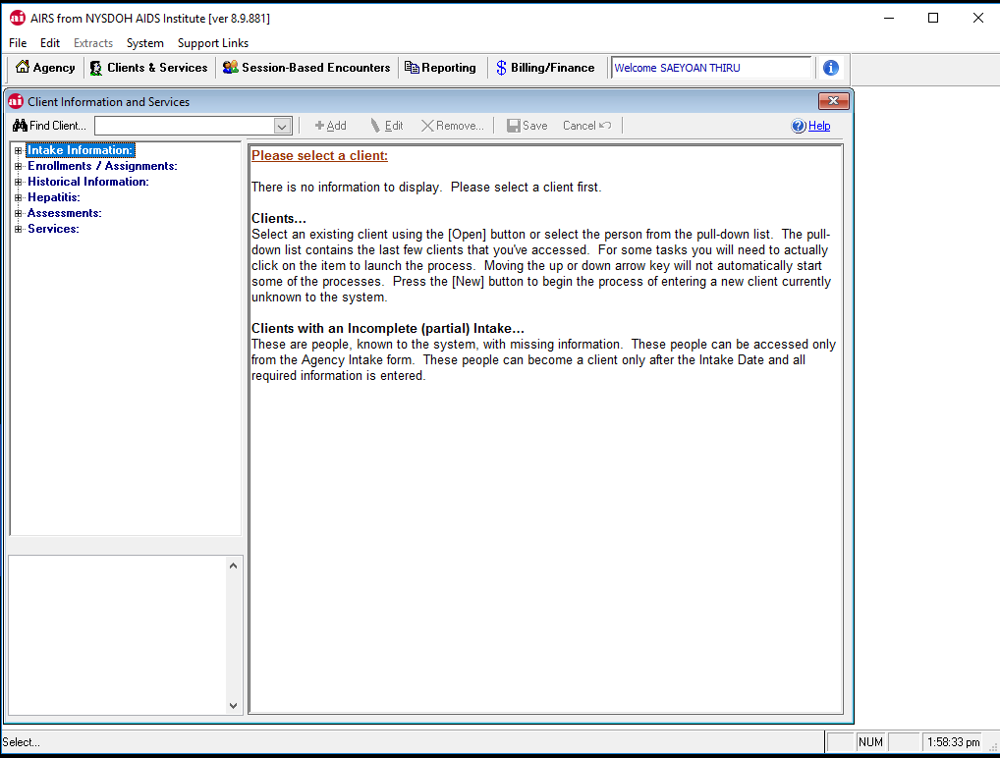 AIRS from NYSDOH AIDS Institute [ver 8.9.881]
File Edit Extracts System Support Links
Agency Clients & Services Session-Based Encounters Reporting $ Billing/Finance Welcome SAEYOAN THIRU
Client Information and Services
Find Client... Add Edit Remove... Save Cancel Help
Intake Information:
Enrollments / Assignments:
Historical Information:
Hepatitis:
Assessments:
Services:
Please select a client:
There is no information to display. Please select a client first.
Clients...
Select an existing client using the [Open] button or select the person from the pull-down list. The pull-
down list contains the last few clients that you've accessed. For some tasks you will need to actually
click on the item to launch the process. Moving the up or down arrow key will not automatically start
some of the processes. Press the [New] button to begin the process of entering a new client currently
unknown to the system.
Clients with an Incomplete (partial) Intake...
These are people, known to the system, with missing information. These people can be accessed only
from the Agency Intake form. These people can become a client only after the Intake Date and all
required information is entered.
Select... NUM 1:58:33 pm